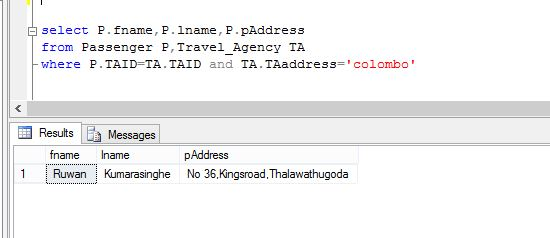 select P.fname,P.lname,P.pAddress
from Passenger P,Travel_Agency TA
where P.TAID=TA.TAID and TA.TAaddress='colombo'
Results Messages
fname lname pAddress
1 Ruwan Kumarasinghe No 36,Kingsroad,Thalawathugoda